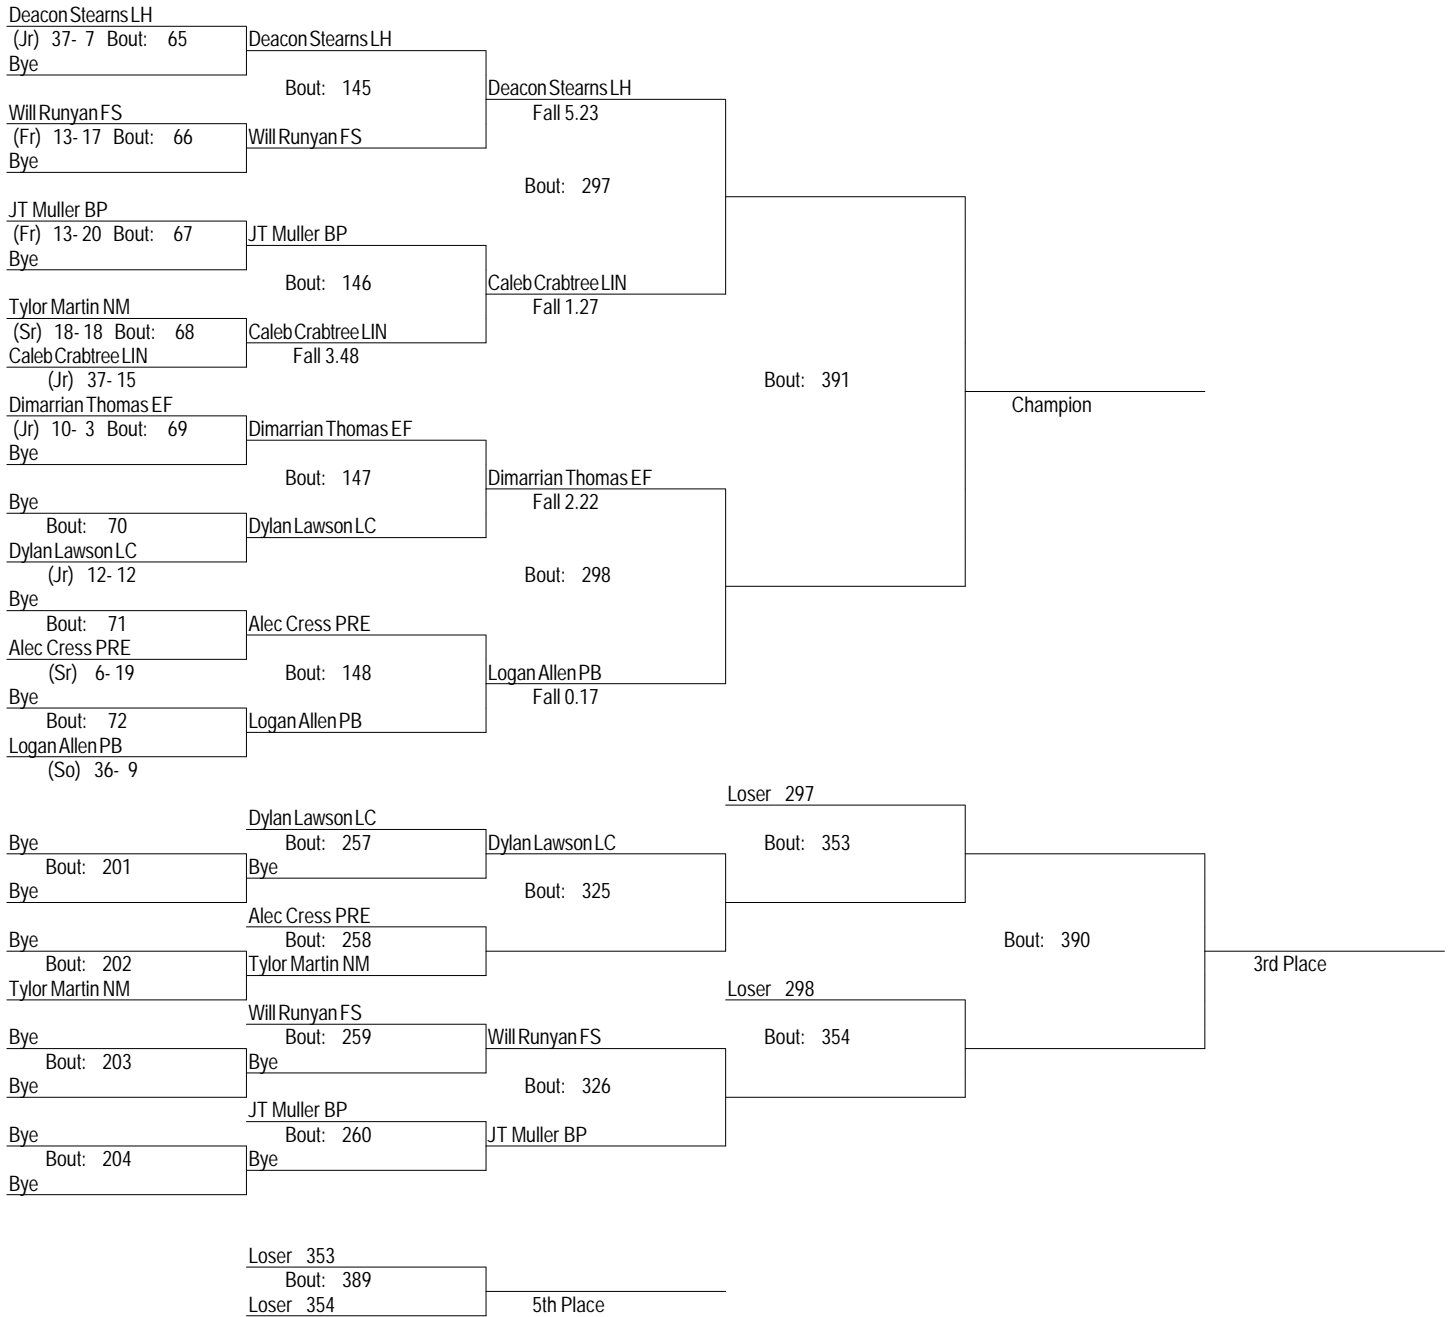 Deacon Stearns LH
(Jr) 37- 7 Bout: 65 Deacon Stearns LH
Bye
Bout: 145 Deacon Stearns LH
Will Runyan FS Fall 5.23
(Fr) 13- 17 Bout: 66 Will Runyan FS
Bye
Bout: 297
JT Muller BP
(Fr) 13- 20 Bout: 67 JT Muller BP
Bye
Bout: 146 Caleb Crabtree LIN
Tylor Martin NM Fall 1.27
(Sr) 18- 18 Bout: 68 Caleb Crabtree LIN
Caleb Crabtree LIN Fall 3.48
(Jr) 37- 15 Bout: 391
Dimarrian Thomas EF Champion
(Jr) 10- 3 Bout: 69 Dimarrian Thomas EF
Bye
Bout: 147 Dimarrian Thomas EF
Bye Fall 2.22
Bout: 70 Dylan Lawson LC
Dylan Lawson LC
(Jr) 12- 12 Bout: 298
Bye
Bout: 71 Alec Cress PRE
Alec Cress PRE
(Sr) 6- 19 Bout: 148 Logan Allen PB
Bye Fall 0.17
Bout: 72 Logan Allen PB
Logan Allen PB
(So) 36- 9
Loser 297
Dylan Lawson LC
Bye Bout: 257 Dylan Lawson LC Bout: 353
Bout: 201 Bye
Bye Bout: 325
Alec Cress PRE
Bye Bout: 258 Bout: 390
Bout: 202 Tylor Martin NM 3rd Place
Tylor Martin NM Loser 298
Will Runyan FS
Bye Bout: 259 Will Runyan FS Bout: 354
Bout: 203 Bye
Bye Bout: 326
JT Muller BP
Bye Bout: 260 JT Muller BP
Bout: 204 Bye
Bye
Loser 353
Bout: 389
Loser 354 5th Place